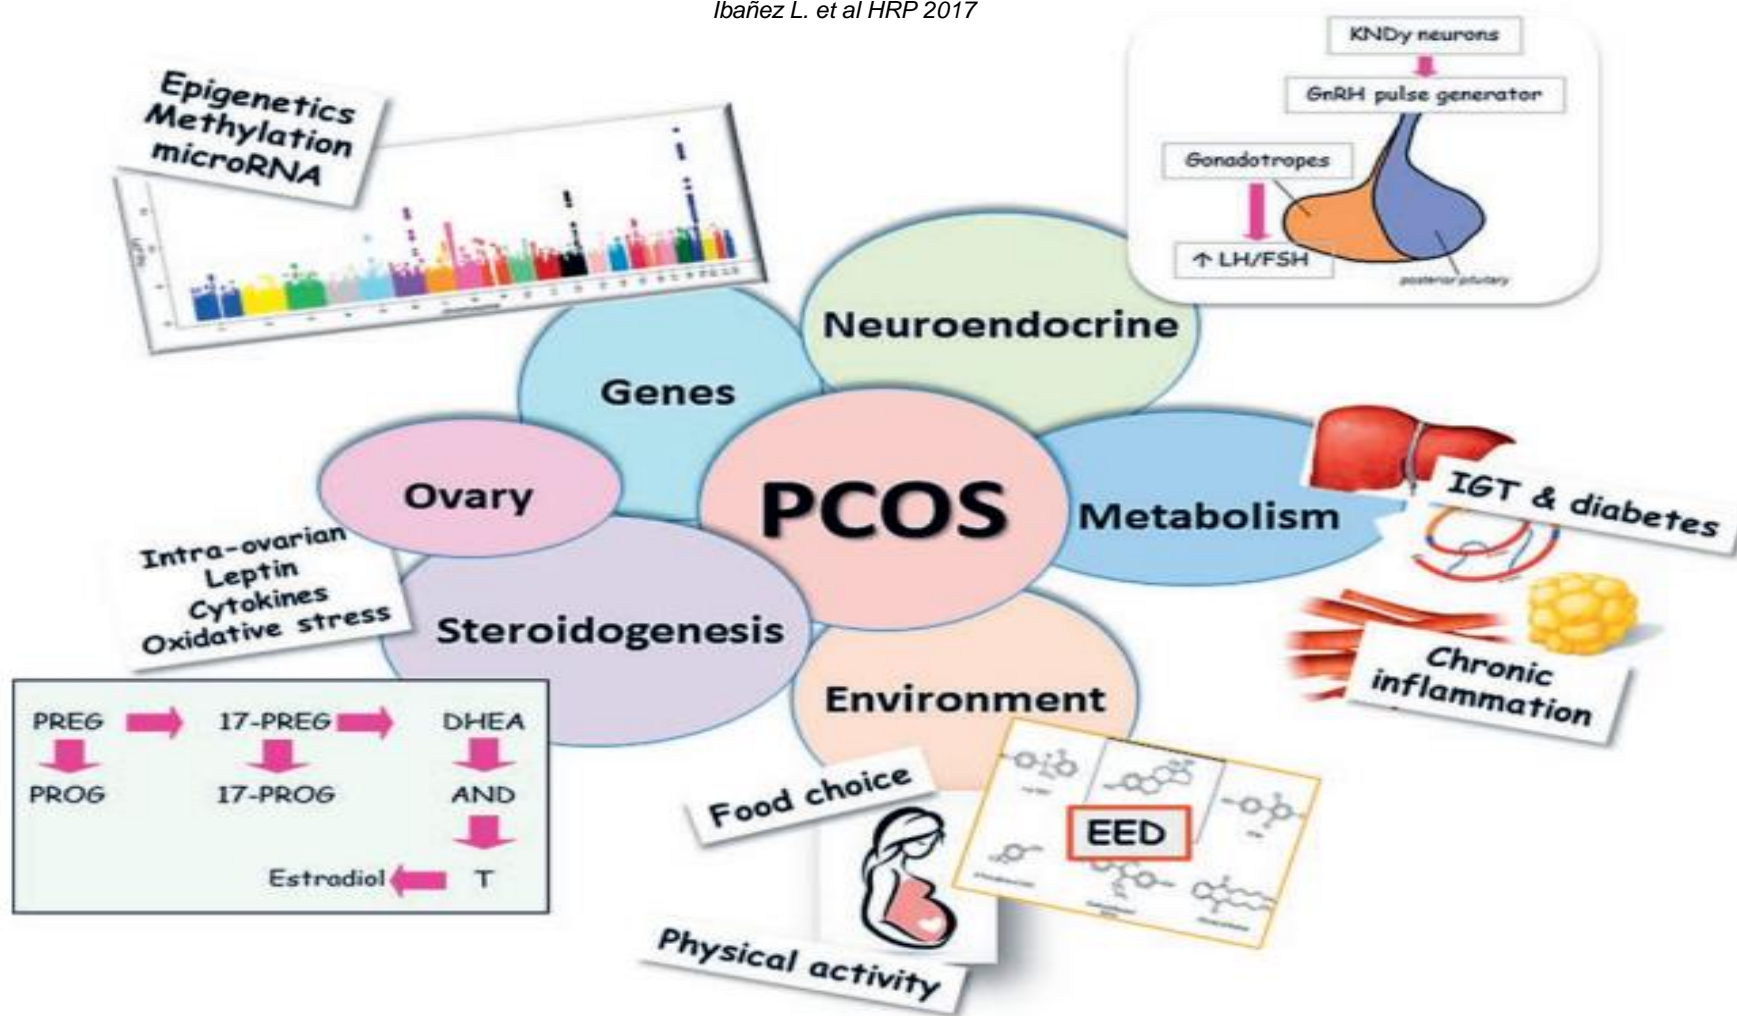 Ibañez L. et al HRP 2017
Epigenetics
Methylation
microRNA
KNDy neurons
GnRH pulse generator
Gonadotropes
↑ LH/FSH
posterior pituitary
Neuroendocrine
Genes
Ovary
PCOS
Metabolism
IGT & diabetes
Intra-ovarian
Leptin
Cytokines
Oxidative stress
Steroidogenesis
Environment
Chronic
inflammation
PREG 17-PREG DHEA
PROG 17-PROG AND
Estradiol T
Food choice
EED
Physical activity